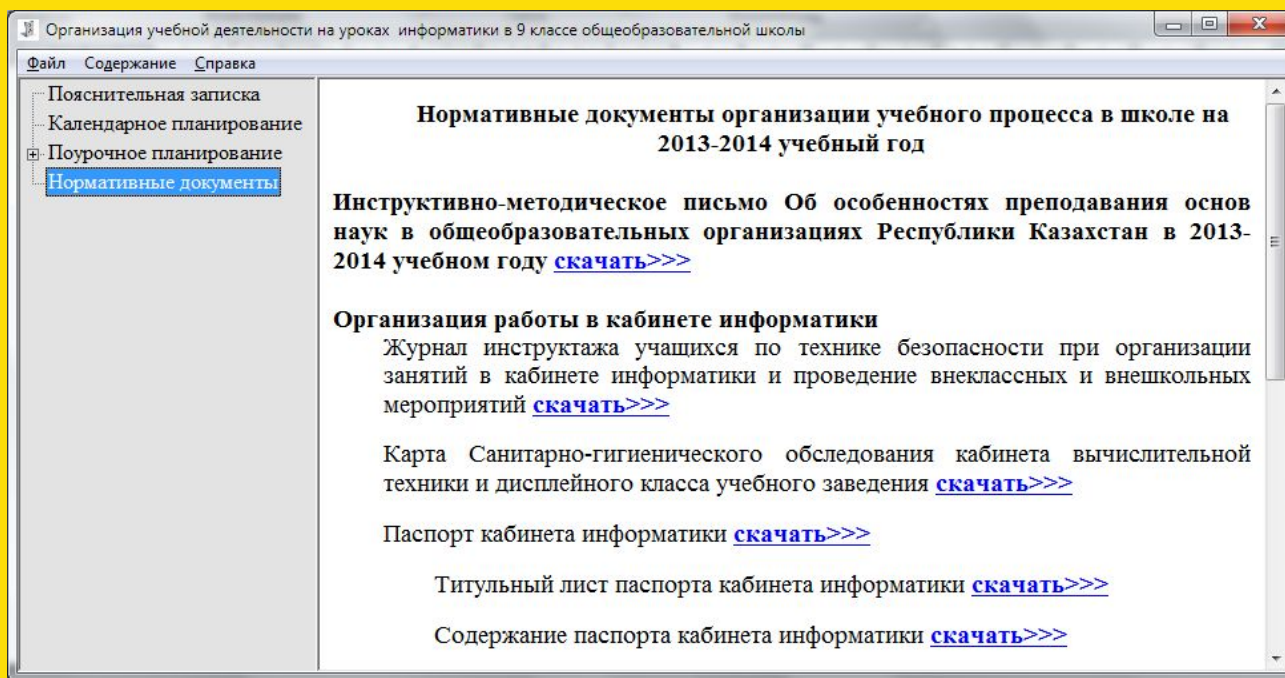 Организация учебной деятельности на уроках информатики в 9 классе общеобразовательной школы
Файл Содержание Справка
Пояснительная записка
Календарное планирование
Поурочное планирование
Нормативные документы
Нормативные документы организации учебного процесса в школе на
2013-2014 учебный год
Инструктивно-методическое письмо Об особенностях преподавания основ
наук в общеобразовательных организациях Республики Казахстан в 2013-
2014 учебном году скачать>>>
Организация работы в кабинете информатики
Журнал инструктажа учащихся по технике безопасности при организации
занятий в кабинете информатики и проведение внеклассных и внешкольных
мероприятий скачать>>>
Карта Санитарно-гигиенического обследования кабинета вычислительной
техники и дисплейного класса учебного заведения скачать>>>
Паспорт кабинета информатики скачать>>>
Титульный лист паспорта кабинета информатики скачать>>>
Содержание паспорта кабинета информатики скачать>>>